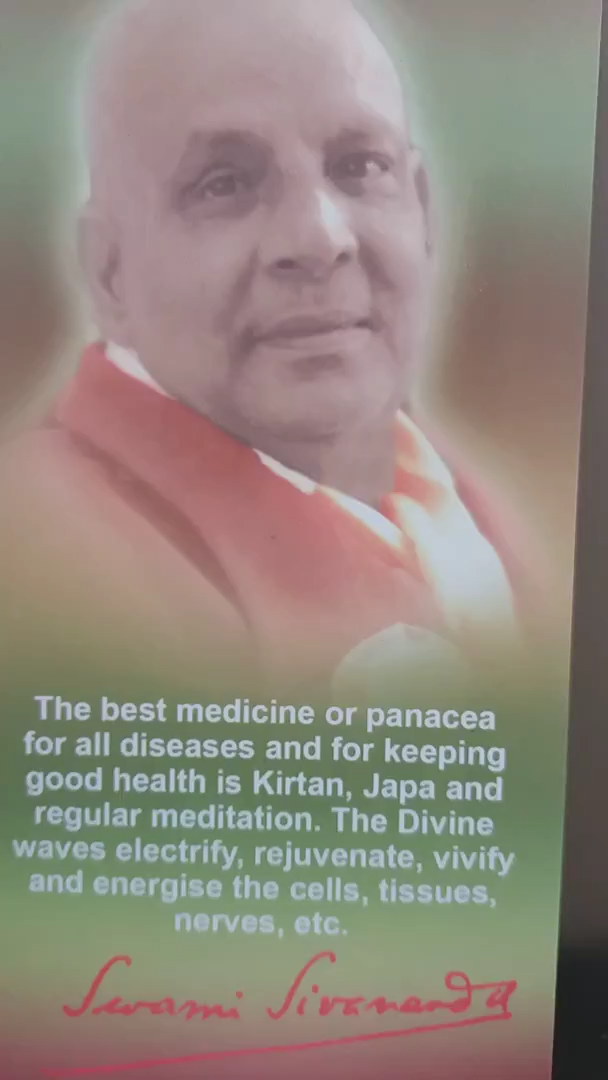 The best medicine or panacea
for all diseases and for keeping
good health is Kirtan, Japa and
regular meditation. The Divine
waves electrify, rejuvenate, vivify
and energise the cells, tissues,
nerves, etc.
Swami Sivananda